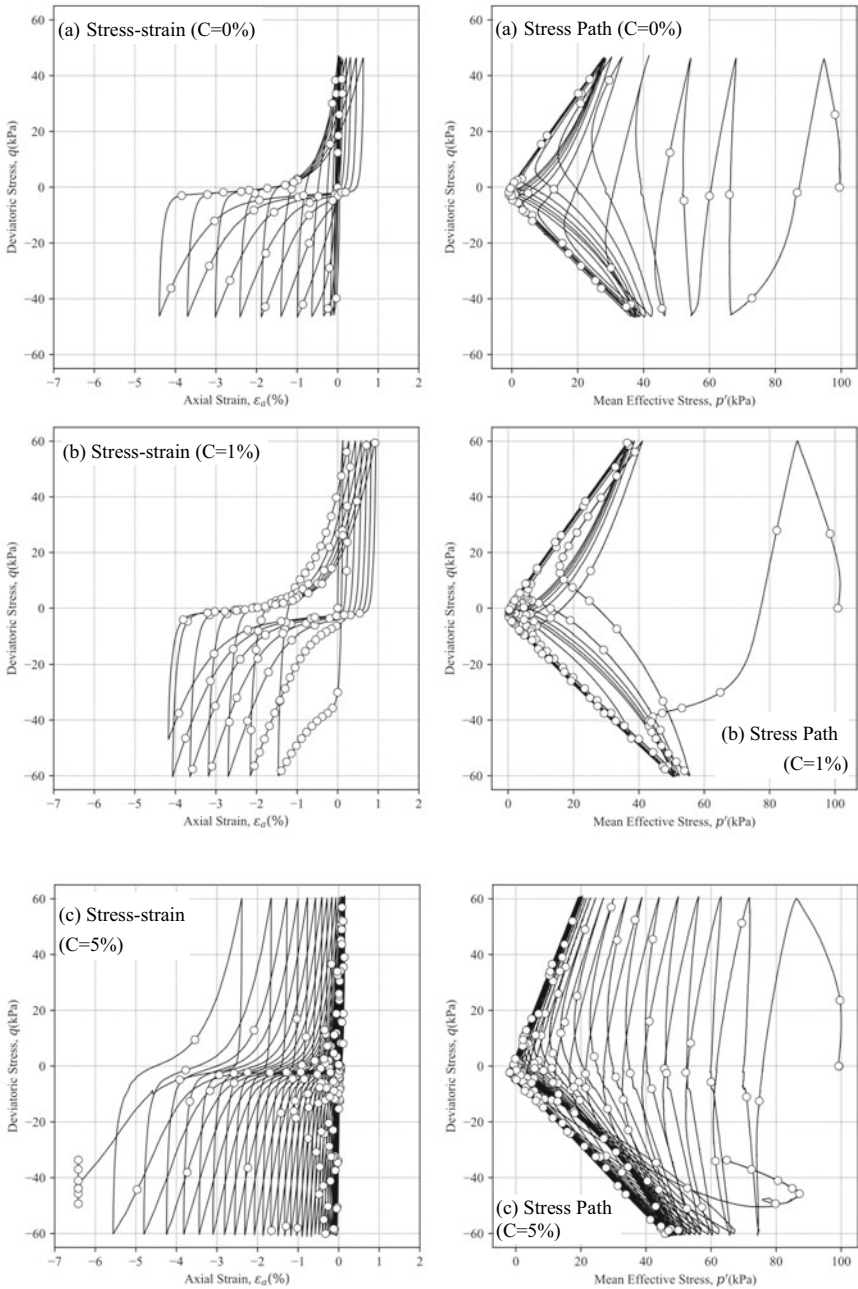 (a) Stress-strain (C=0%)
60
40
20
0
−20
−40
−60
Deviatoric Stress, q(kPa)
−7 −6 −5 −4 −3 −2 −1 0 1 2
Axial Strain, εa(%)
(a) Stress Path (C=0%)
60
40
20
0
−20
−40
−60
Deviatoric Stress, q(kPa)
0 20 40 60 80 100
Mean Effective Stress, p′(kPa)
(b) Stress-strain (C=1%)
60
40
20
0
−20
−40
−60
Deviatoric Stress, q(kPa)
−7 −6 −5 −4 −3 −2 −1 0 1 2
Axial Strain, εa(%)
60
40
20
0
−20
−40
−60
Deviatoric Stress, q(kPa)
(b) Stress Path
(C=1%)
0 20 40 60 80 100
Mean Effective Stress, p′(kPa)
(c) Stress-strain
(C=5%)
60
40
20
0
−20
−40
−60
Deviatoric Stress, q(kPa)
−7 −6 −5 −4 −3 −2 −1 0 1 2
Axial Strain, εa(%)
60
40
20
0
−20
−40
−60
Deviatoric Stress, q(kPa)
(c) Stress Path
(C=5%)
0 20 40 60 80 100
Mean Effective Stress, p′(kPa)